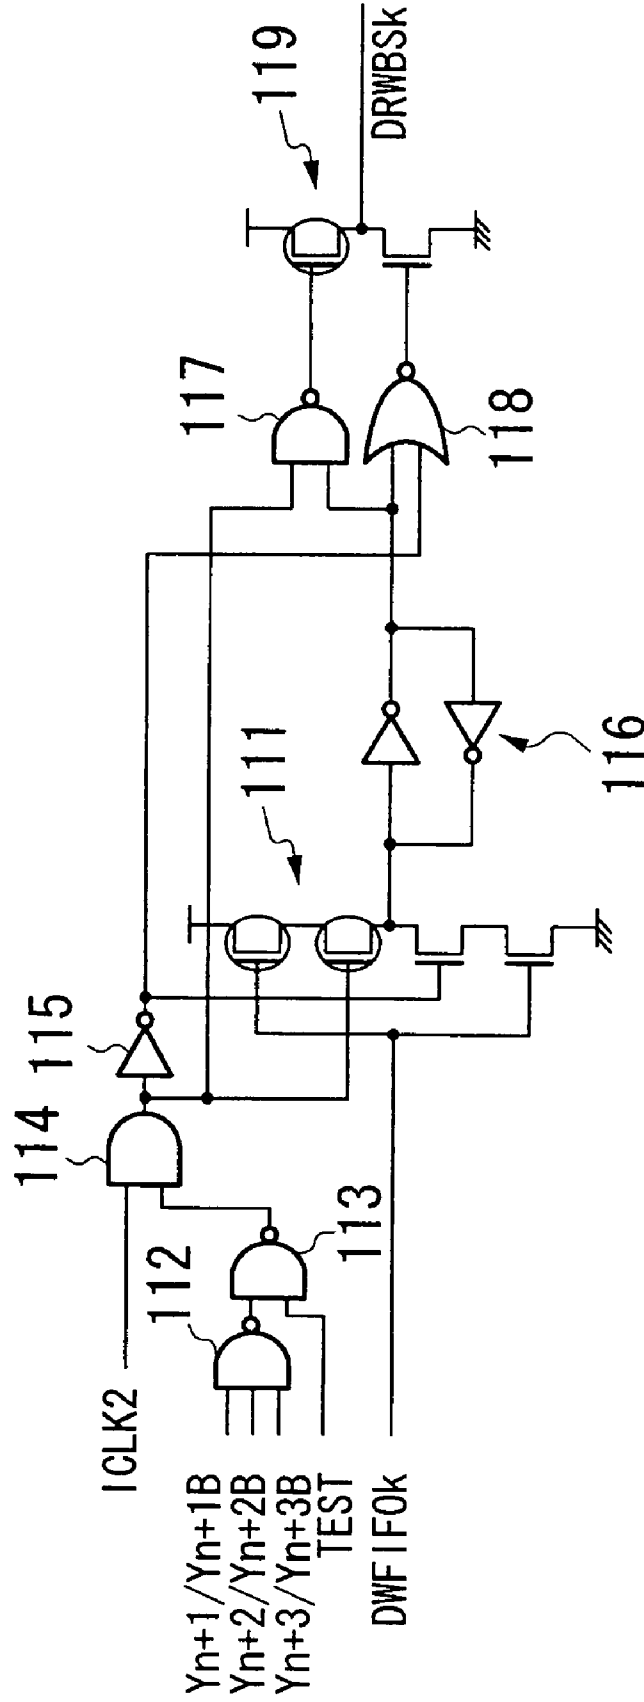 ICLK2
Yn+1/Yn+1B
Yn+2/Yn+2B
Yn+3/Yn+3B
TEST
DWFIFOk
112
113
114
115
111
116
117
118
119
DRWBSk